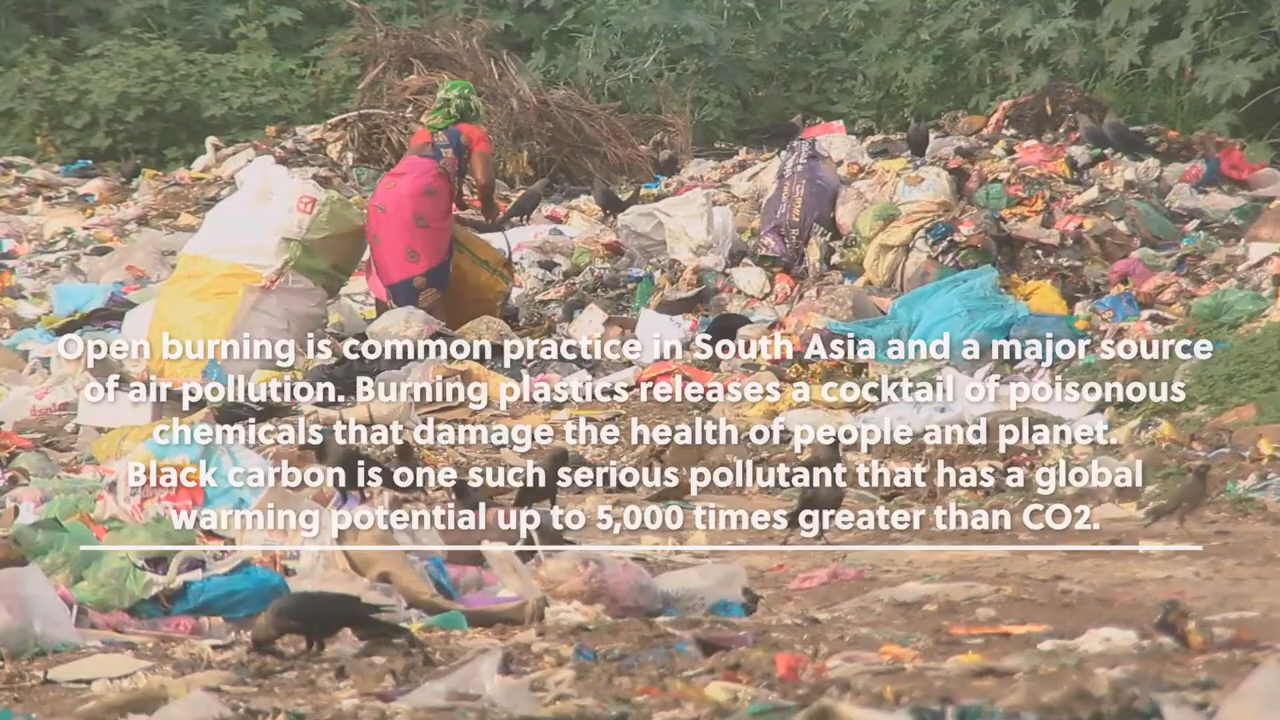 Open burning is common practice in South Asia and a major source
of air pollution. Burning plastics releases a cocktail of poisonous
chemicals that damage the health of people and planet.
Black carbon is one such serious pollutant that has a global
warming potential up to 5,000 times greater than CO2.